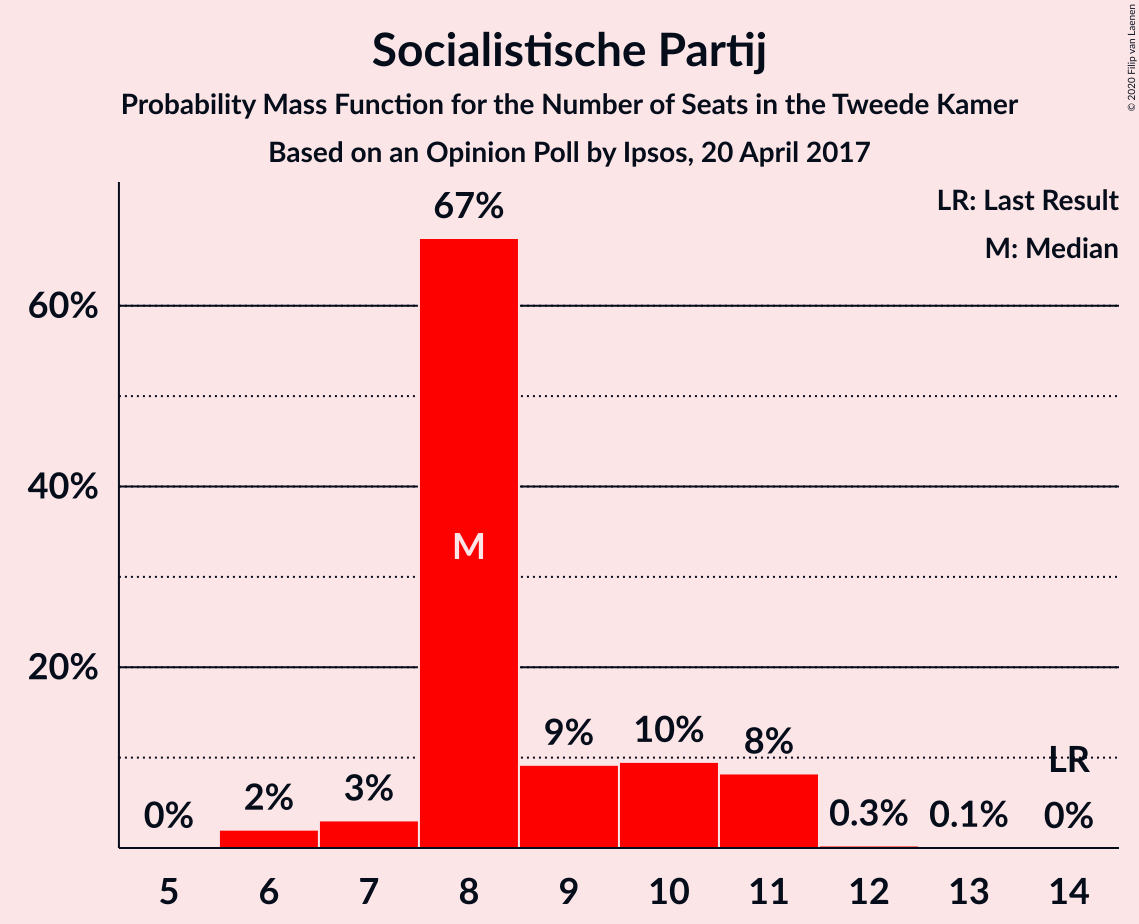 Socialistische Partij
Probability Mass Function for the Number of Seats in the Tweede Kamer
Based on an Opinion Poll by Ipsos, 20 April 2017
© 2020 Filip van Laenen
LR: Last Result
M: Median
67%
60%
40%
M
20%
9%
10%
8%
LR
0%
2%
3%
0.3%
0.1%
0%
5 6 7 8 9 10 11 12 13 14